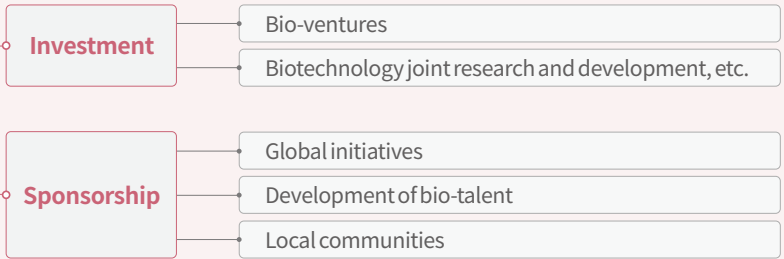 Investment
Bio-ventures
Biotechnology joint research and development, etc.
Sponsorship
Global initiatives
Development of bio-talent
Local communities